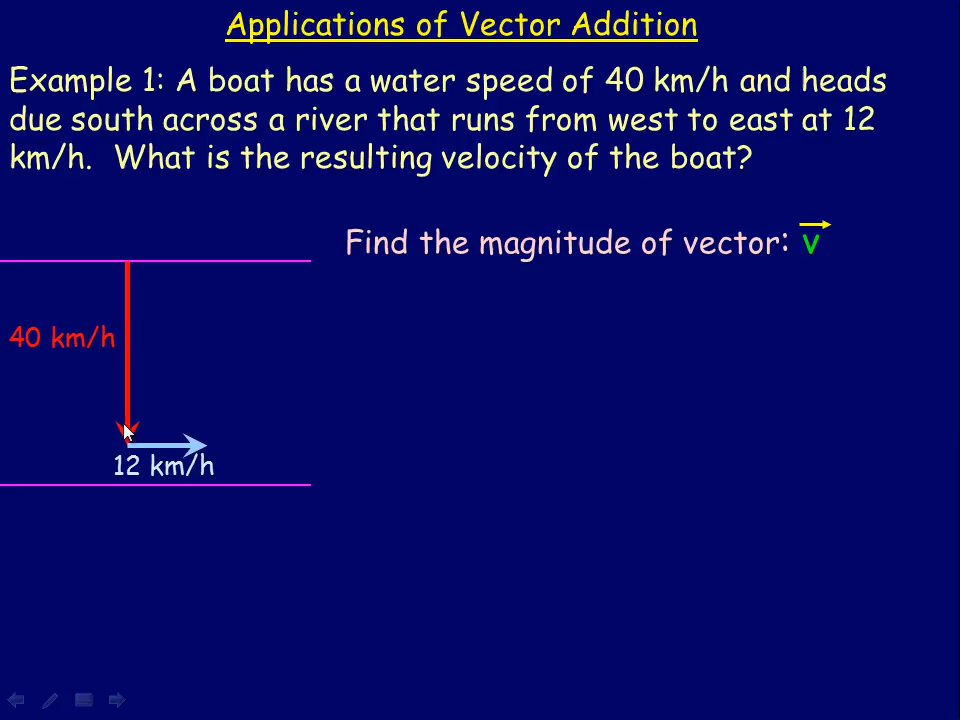 Applications of Vector Addition
Example 1: A boat has a water speed of 40 km/h and heads
due south across a river that runs from west to east at 12
km/h. What is the resulting velocity of the boat?
Find the magnitude of vector: v
40 km/h
12 km/h